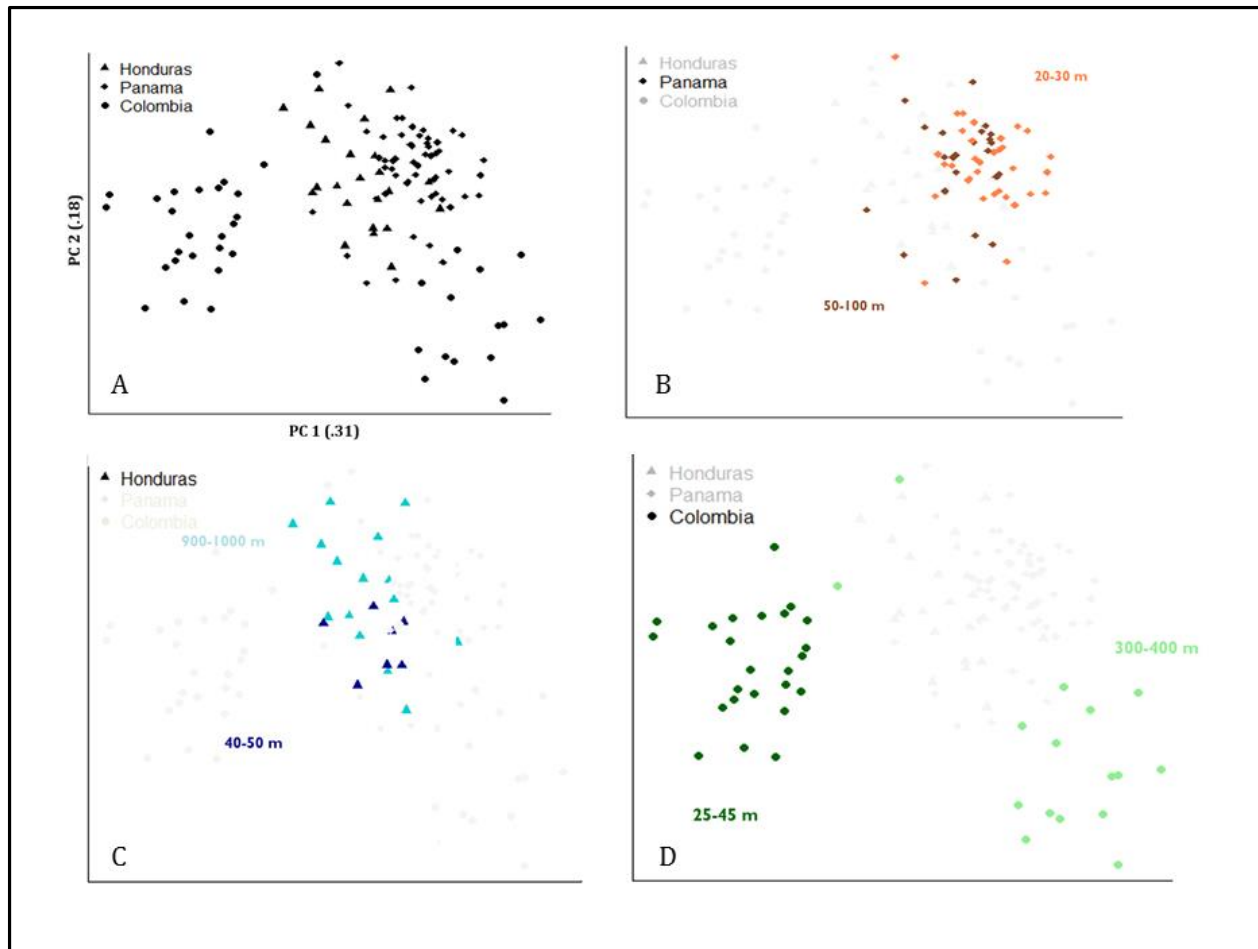 Honduras
Panama
Colombia
PC 2 (.18)
A
PC 1 (.31)
Honduras
Panama
Colombia
20-30 m
50-100 m
B
Honduras
Panama
Colombia
900-1000 m
40-50 m
C
Honduras
Panama
Colombia
300-400 m
25-45 m
D